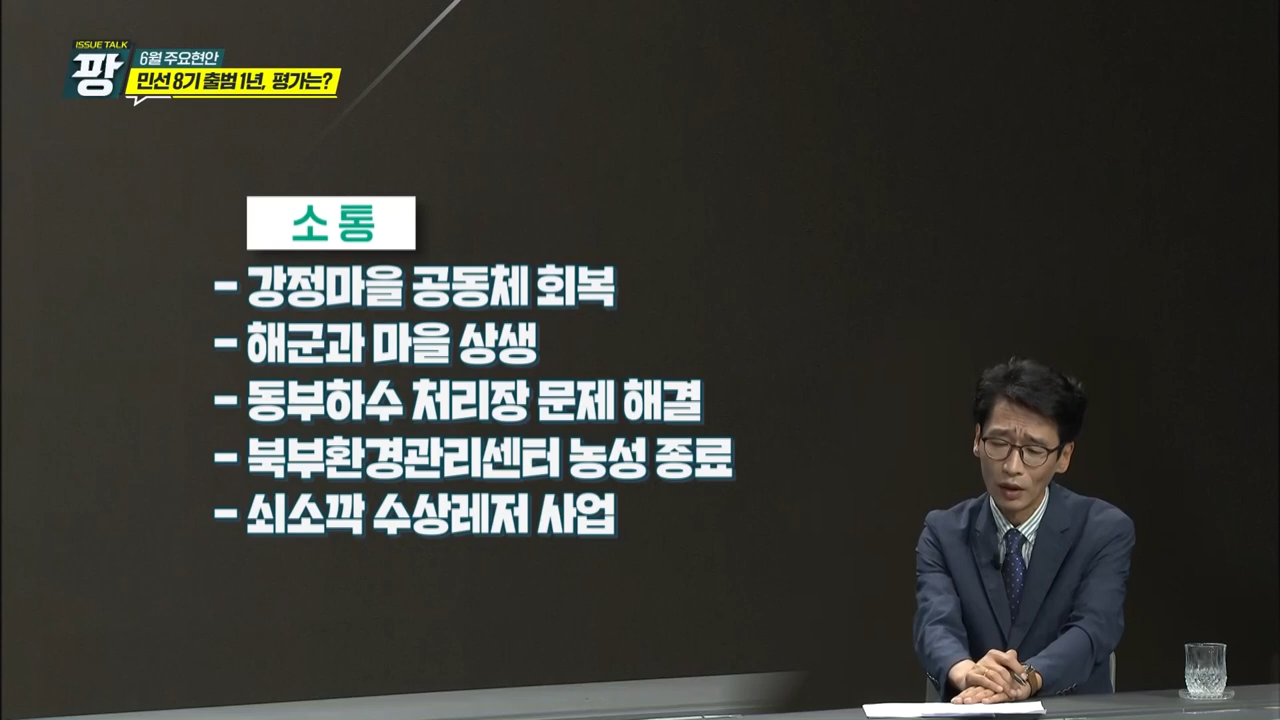 ISSUE TALK
팡
6월 주요현안
민선 8기 출범 1년, 평가는?
소통
- 강정마을 공동체 회복
- 해군과 마을 상생
- 동부하수 처리장 문제 해결
- 북부환경관리센터 농성 종료
- 쇠소깍 수상레저 사업